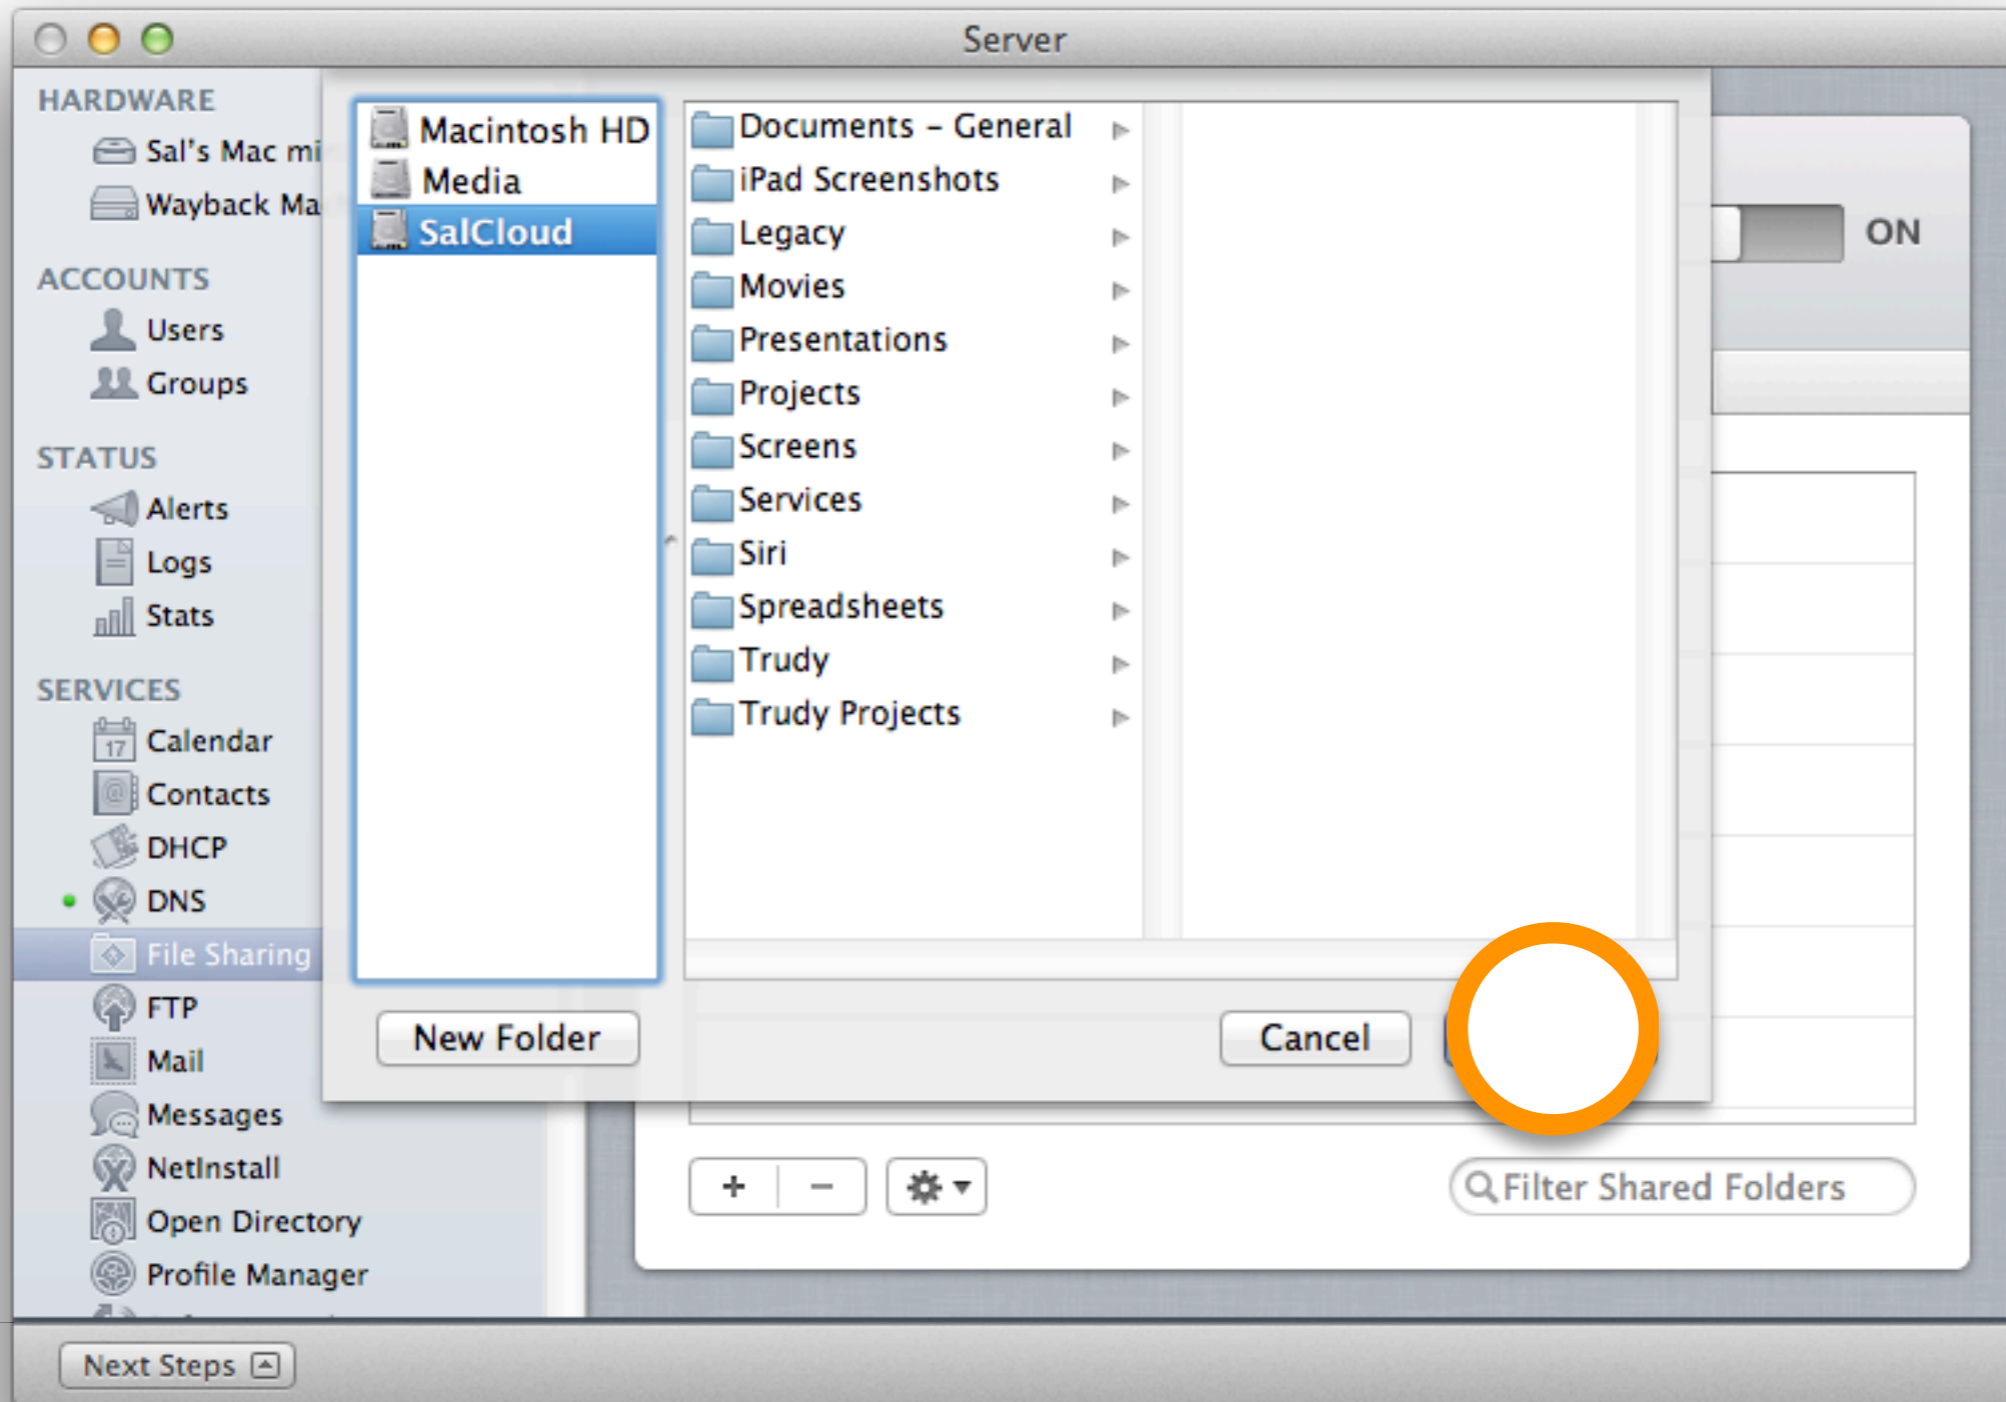 Server
HARDWARE
Sal's Mac mi
Wayback Ma
ACCOUNTS
Users
Groups
STATUS
Alerts
Logs
Stats
SERVICES
17
Calendar
Contacts
DHCP
DNS
File Sharing
FTP
Mail
Messages
NetInstall
Open Directory
Profile Manager
Macintosh HD
Media
SalCloud
Documents – General
iPad Screenshots
Legacy
Movies
Presentations
Projects
Screens
Services
Siri
Spreadsheets
Trudy
Trudy Projects
ON
New Folder
Cancel
Filter Shared Folders
Next Steps